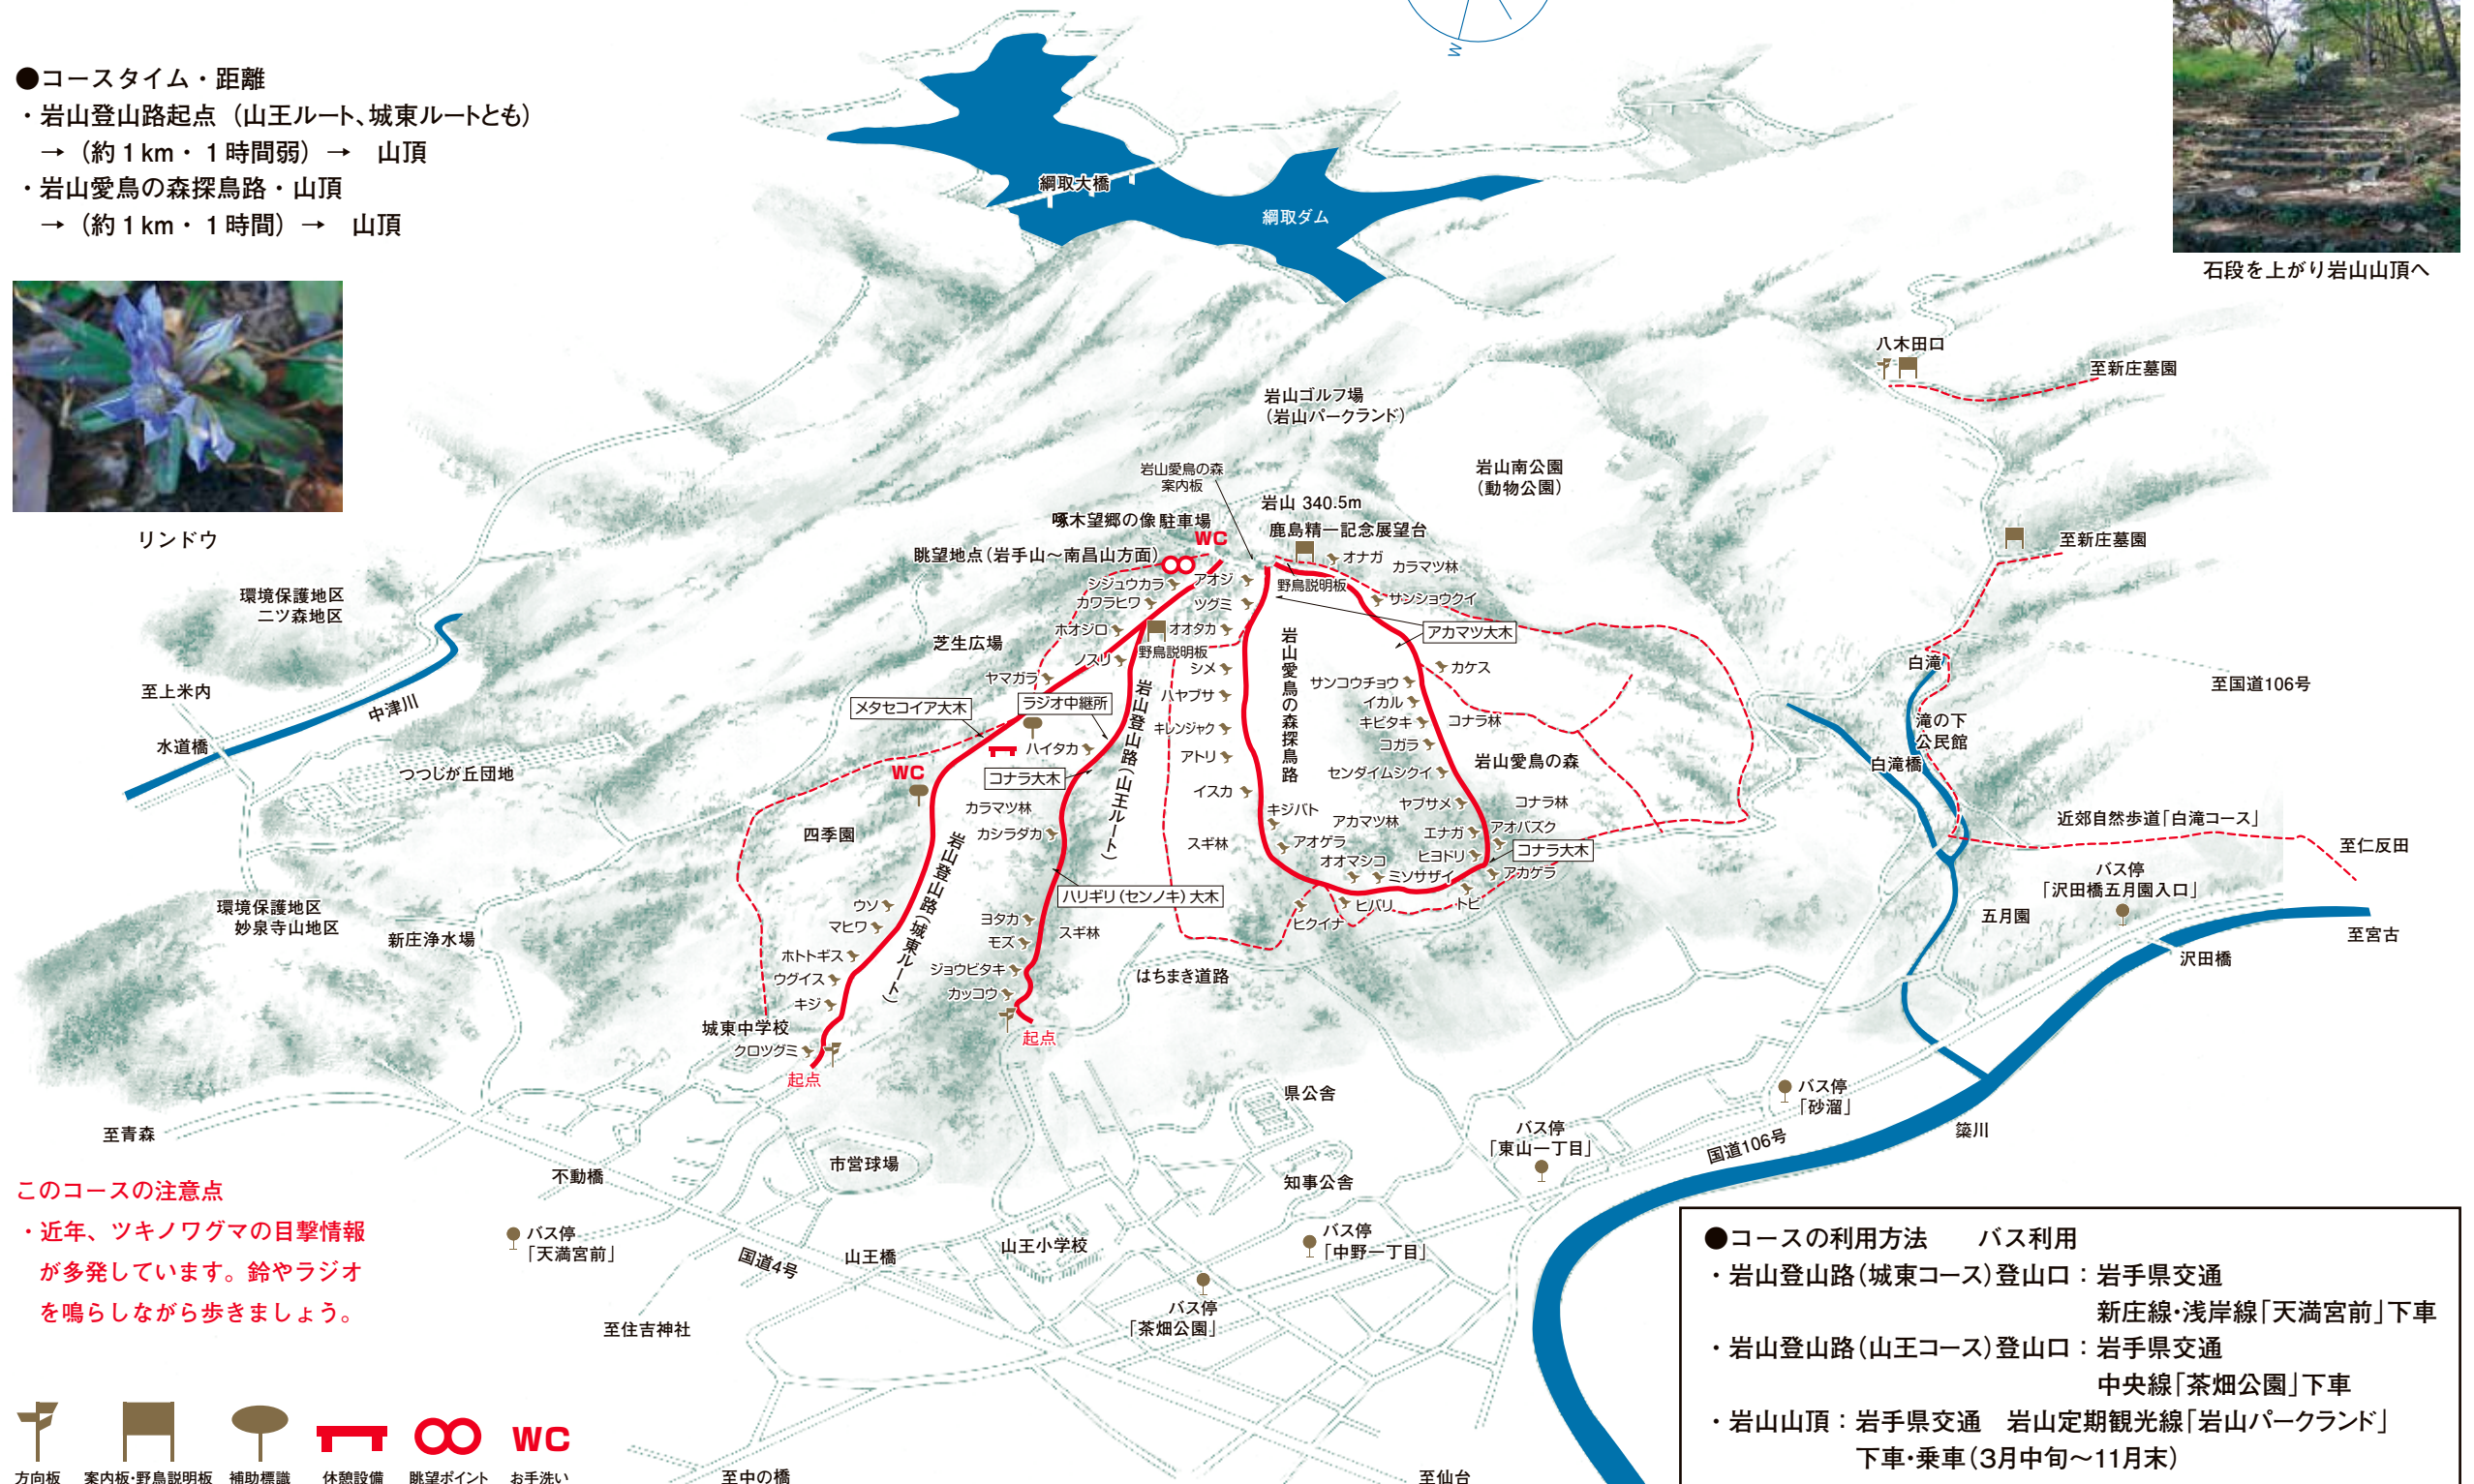 W
●コースタイム・距離
・岩山登山路起点（山王ルート、城東ルートとも）
→（約1km・1時間弱）→ 山頂
・岩山愛鳥の森探鳥路・山頂
→（約1km・1時間）→ 山頂
リンドウ
石段を上がり岩山山頂へ
綱取大橋
綱取ダム
八木田口
至新庄墓園
岩山ゴルフ場
（岩山パークランド）
岩山南公園
（動物公園）
岩山愛鳥の森
案内板
岩山 340.5m
啄木望郷の像
駐車場
WC
鹿島精一記念展望台
眺望地点（岩手山～南昌山方面）
オナガ
カラマツ林
至新庄墓園
野鳥説明板
シジュウカラ
アオジ
カワラヒワ
ツグミ
サンショウクイ
環境保護地区
二ツ森地区
ホオジロ
オオタカ
アカマツ大木
芝生広場
ノスリ
野鳥説明板
シメ
カケス
白滝
ヤマガラ
サンコウチョウ
至国道106号
至上米内
中津川
メタセコイア大木
ラジオ中継所
ハヤブサ
イカル
キレンジャク
キビタキ
コナラ林
滝の下
公民館
水道橋
ハイタカ
アトリ
コガラ
岩山愛鳥の森探鳥路
岩山愛鳥の森
白滝橋
つつじが丘団地
WC
コナラ大木
センダイムシクイ
イスカ
ヤブサメ
コナラ林
カラマツ林
キジバト
アカマツ林
近郊自然歩道「白滝コース」
四季園
カシラダカ
岩山登山路（山王ルート）
スギ林
アオゲラ
エナガ
アオバズク
至仁反田
オオマシコ
ヒヨドリ
コナラ大木
ミソサザイ
アカゲラ
バス停
「沢田橋五月園入口」
岩山登山路（城東ルート）
ハリギリ（センノキ）大木
ヒバリ
トビ
環境保護地区
妙泉寺山地区
ウソ
ヨタカ
ヒクイナ
五月園
マヒワ
スギ林
モズ
新庄浄水場
至宮古
ホトトギス
ジョウビタキ
はちまき道路
沢田橋
ウグイス
カッコウ
キジ
城東中学校
起点
クロツグミ
起点
県公舎
バス停
「砂溜」
至青森
バス停
「東山一丁目」
国道106号
簗川
市営球場
不動橋
知事公舎
このコースの注意点
・近年、ツキノワグマの目撃情報
が多発しています。鈴やラジオ
を鳴らしながら歩きましょう。
バス停
「天満宮前」
国道4号
山王橋
山王小学校
バス停
「中野一丁目」
バス停
「茶畑公園」
至住吉神社
至中の橋
至仙台
●コースの利用方法　バス利用
・岩山登山路（城東コース）登山口：岩手県交通
新庄線・浅岸線「天満宮前」下車
・岩山登山路（山王コース）登山口：岩手県交通
中央線「茶畑公園」下車
・岩山山頂：岩手県交通　岩山定期観光線「岩山パークランド」
下車・乗車（3月中旬～11月末）
WC
方向板
案内板・野鳥説明板
補助標識
休憩設備
眺望ポイント
お手洗い